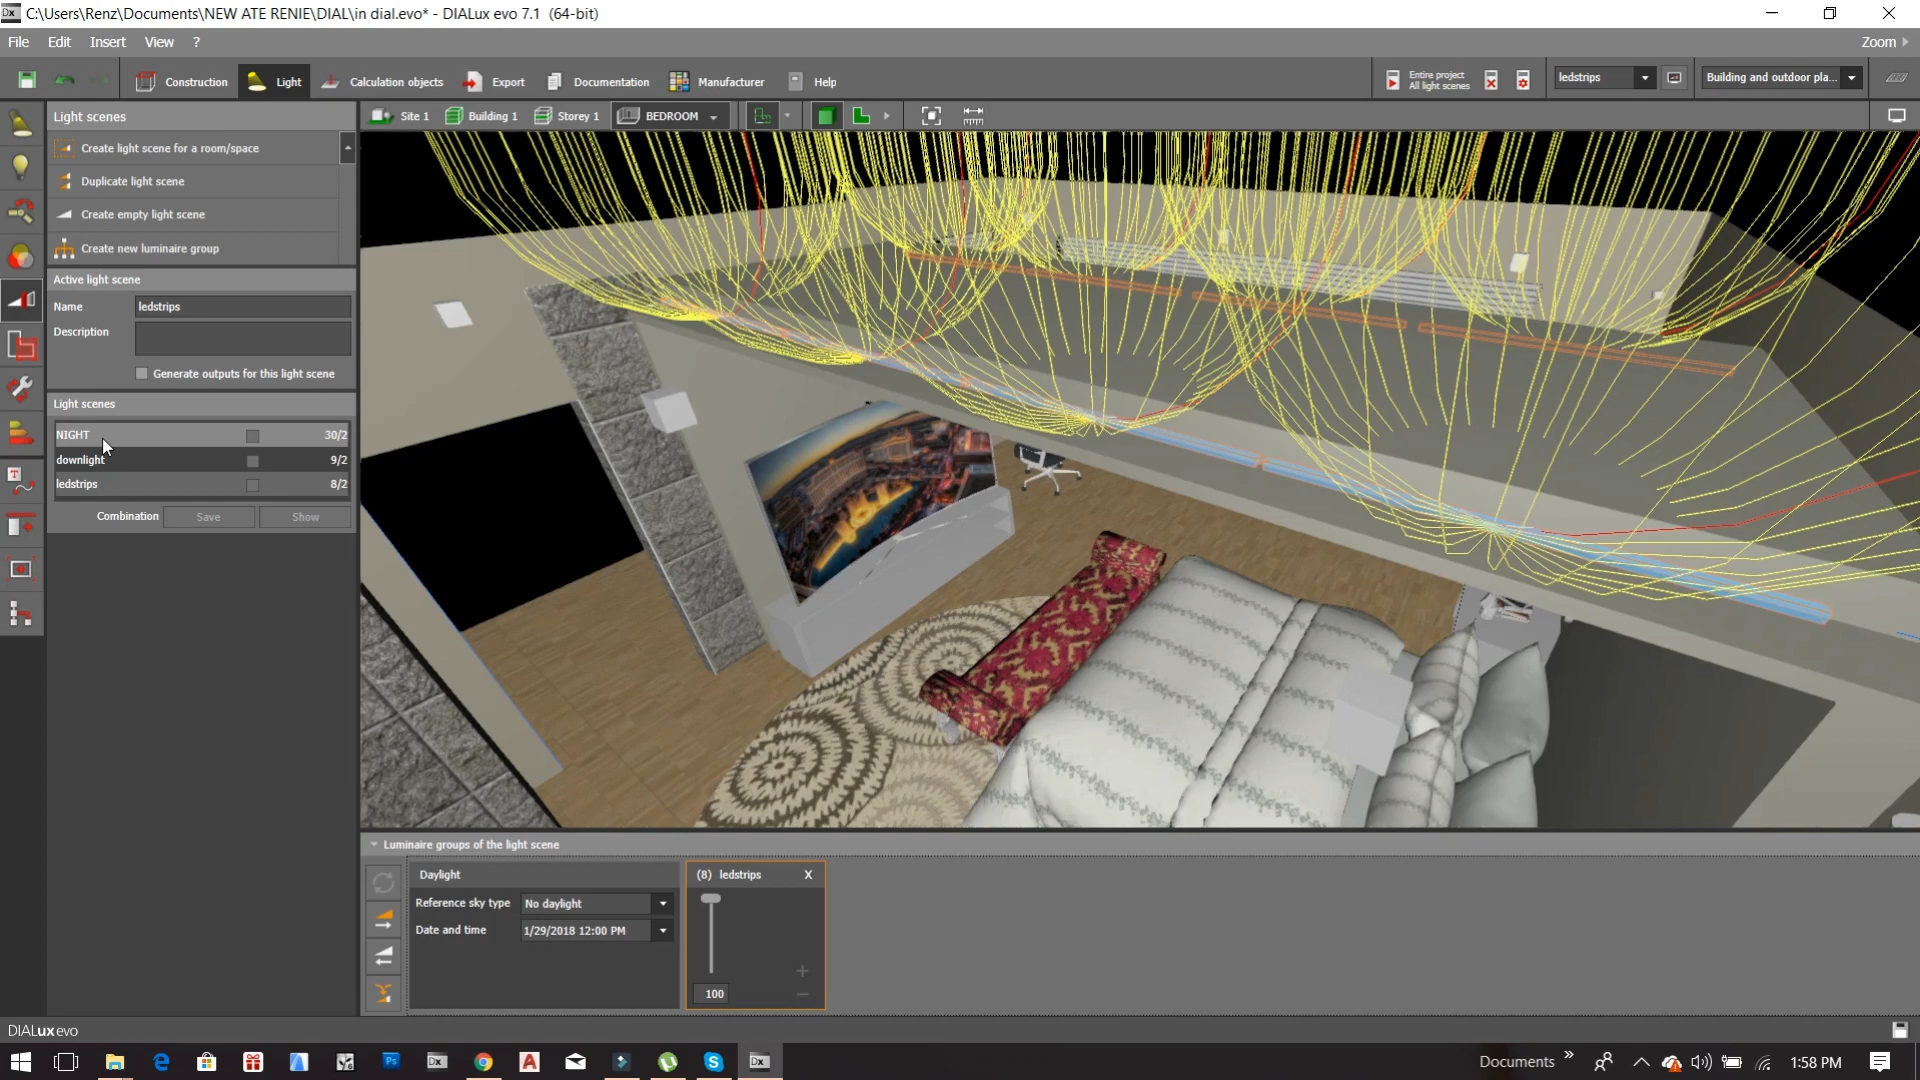 C:\Users\Renz\Documents\NEW ATE RENIE\DIAL\in dial.evo* - DIALux evo 7.1 (64-bit)
File Edit Insert View ? Zoom
Construction Light Calculation objects Export Documentation Manufacturer Help Entire project All light scenes ledstrips Building and outdoor pla...
Light scenes
Site 1 Building 1 Storey 1 BEDROOM
Create light scene for a room/space
Duplicate light scene
Create empty light scene
Create new luminaire group
Active light scene
Name ledstrips
Description
Generate outputs for this light scene
Light scenes
NIGHT 30/2
downlight 9/2
ledstrips 8/2
Combination Save Show
Luminaire groups of the light scene
Daylight (8) ledstrips X
Reference sky type No daylight
Date and time 1/29/2018 12:00 PM
100
DIALux evo
Documents » 1:58 PM